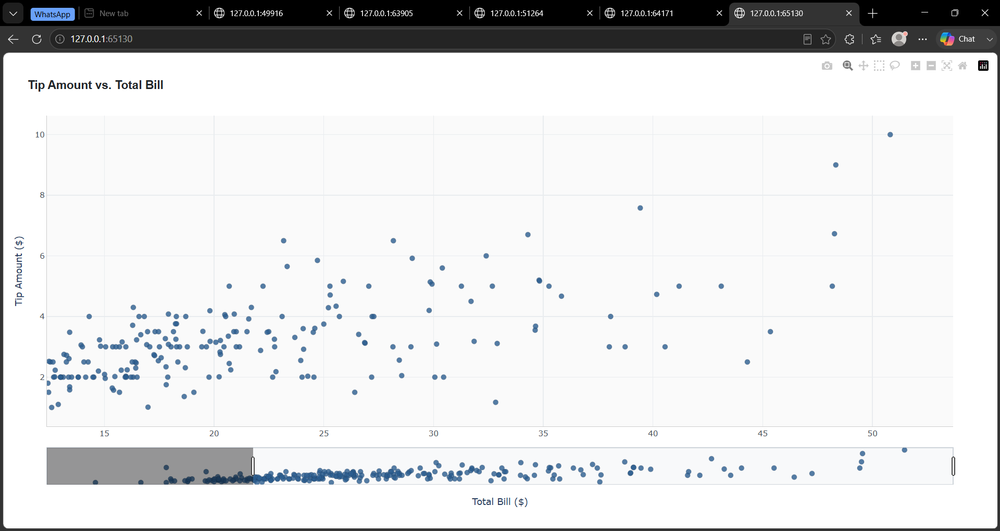 WhatsApp
New tab
127.0.0.1:49916
127.0.0.1:63905
127.0.0.1:51264
127.0.0.1:64171
127.0.0.1:65130
127.0.0.1:65130
Chat
Tip Amount vs. Total Bill
Tip Amount ($)
10
8
6
4
2
15 20 25 30 35 40 45 50
Total Bill ($)